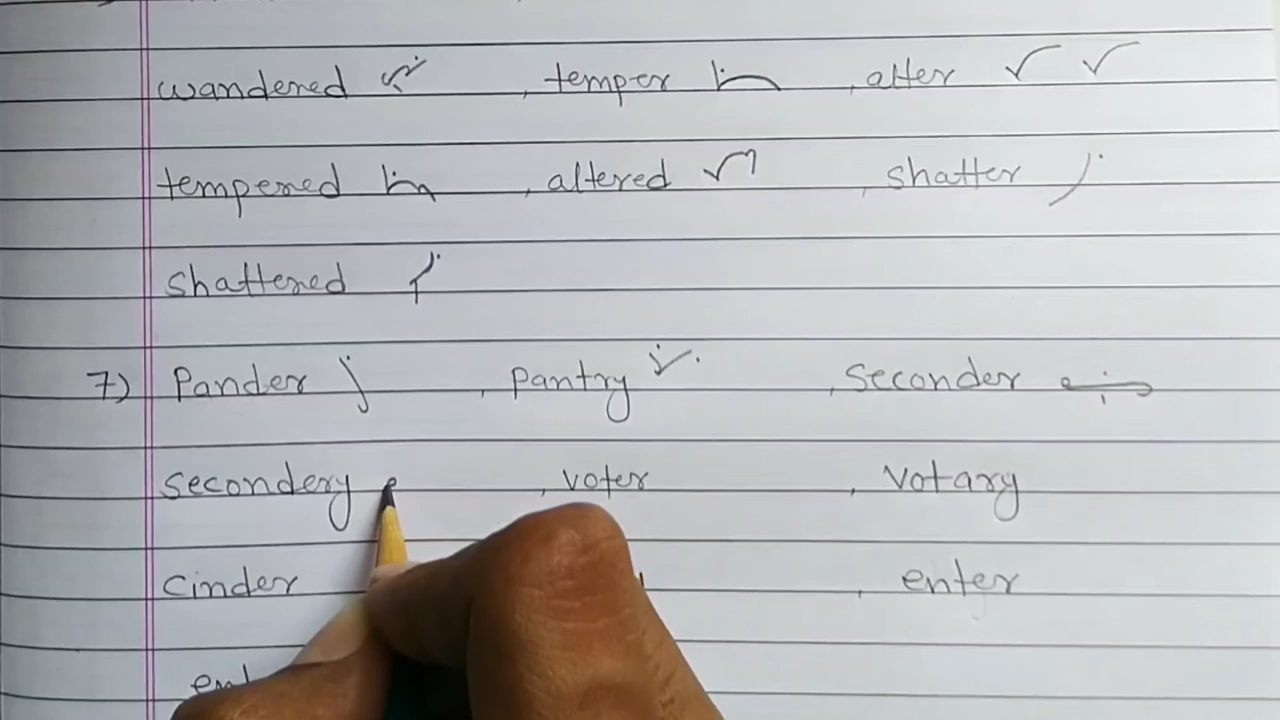 wandered , temper , alter
tempered , altered , shatter
shattered
7) Pander , pantry , seconder
secondery , voter , votary
cinder , enter